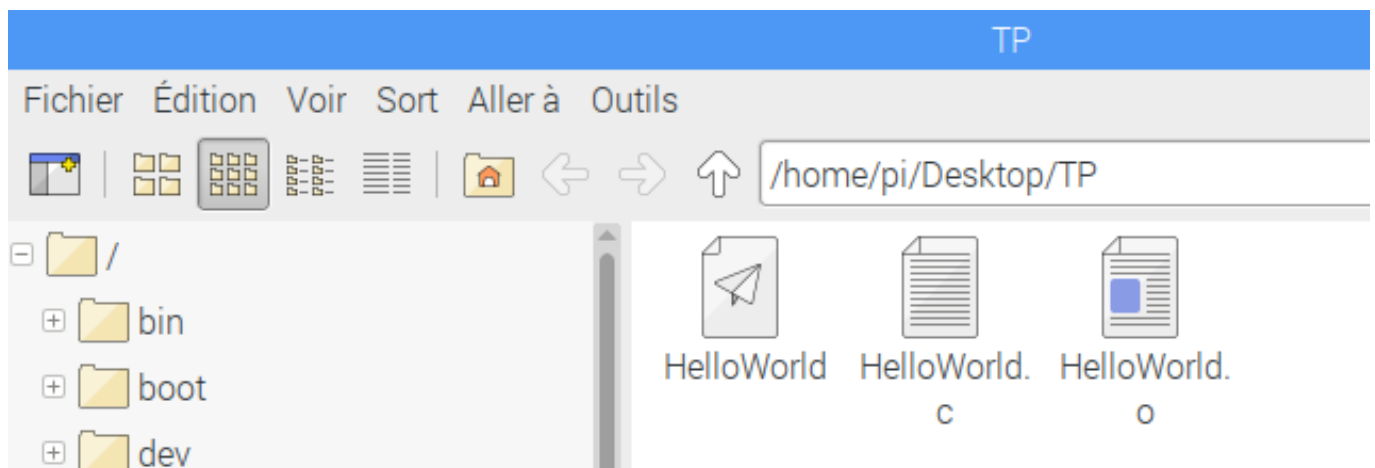 TP
Fichier Édition Voir Sort Aller à Outils
/home/pi/Desktop/TP
/
bin
boot
dev
HelloWorld HelloWorld. HelloWorld.
c o